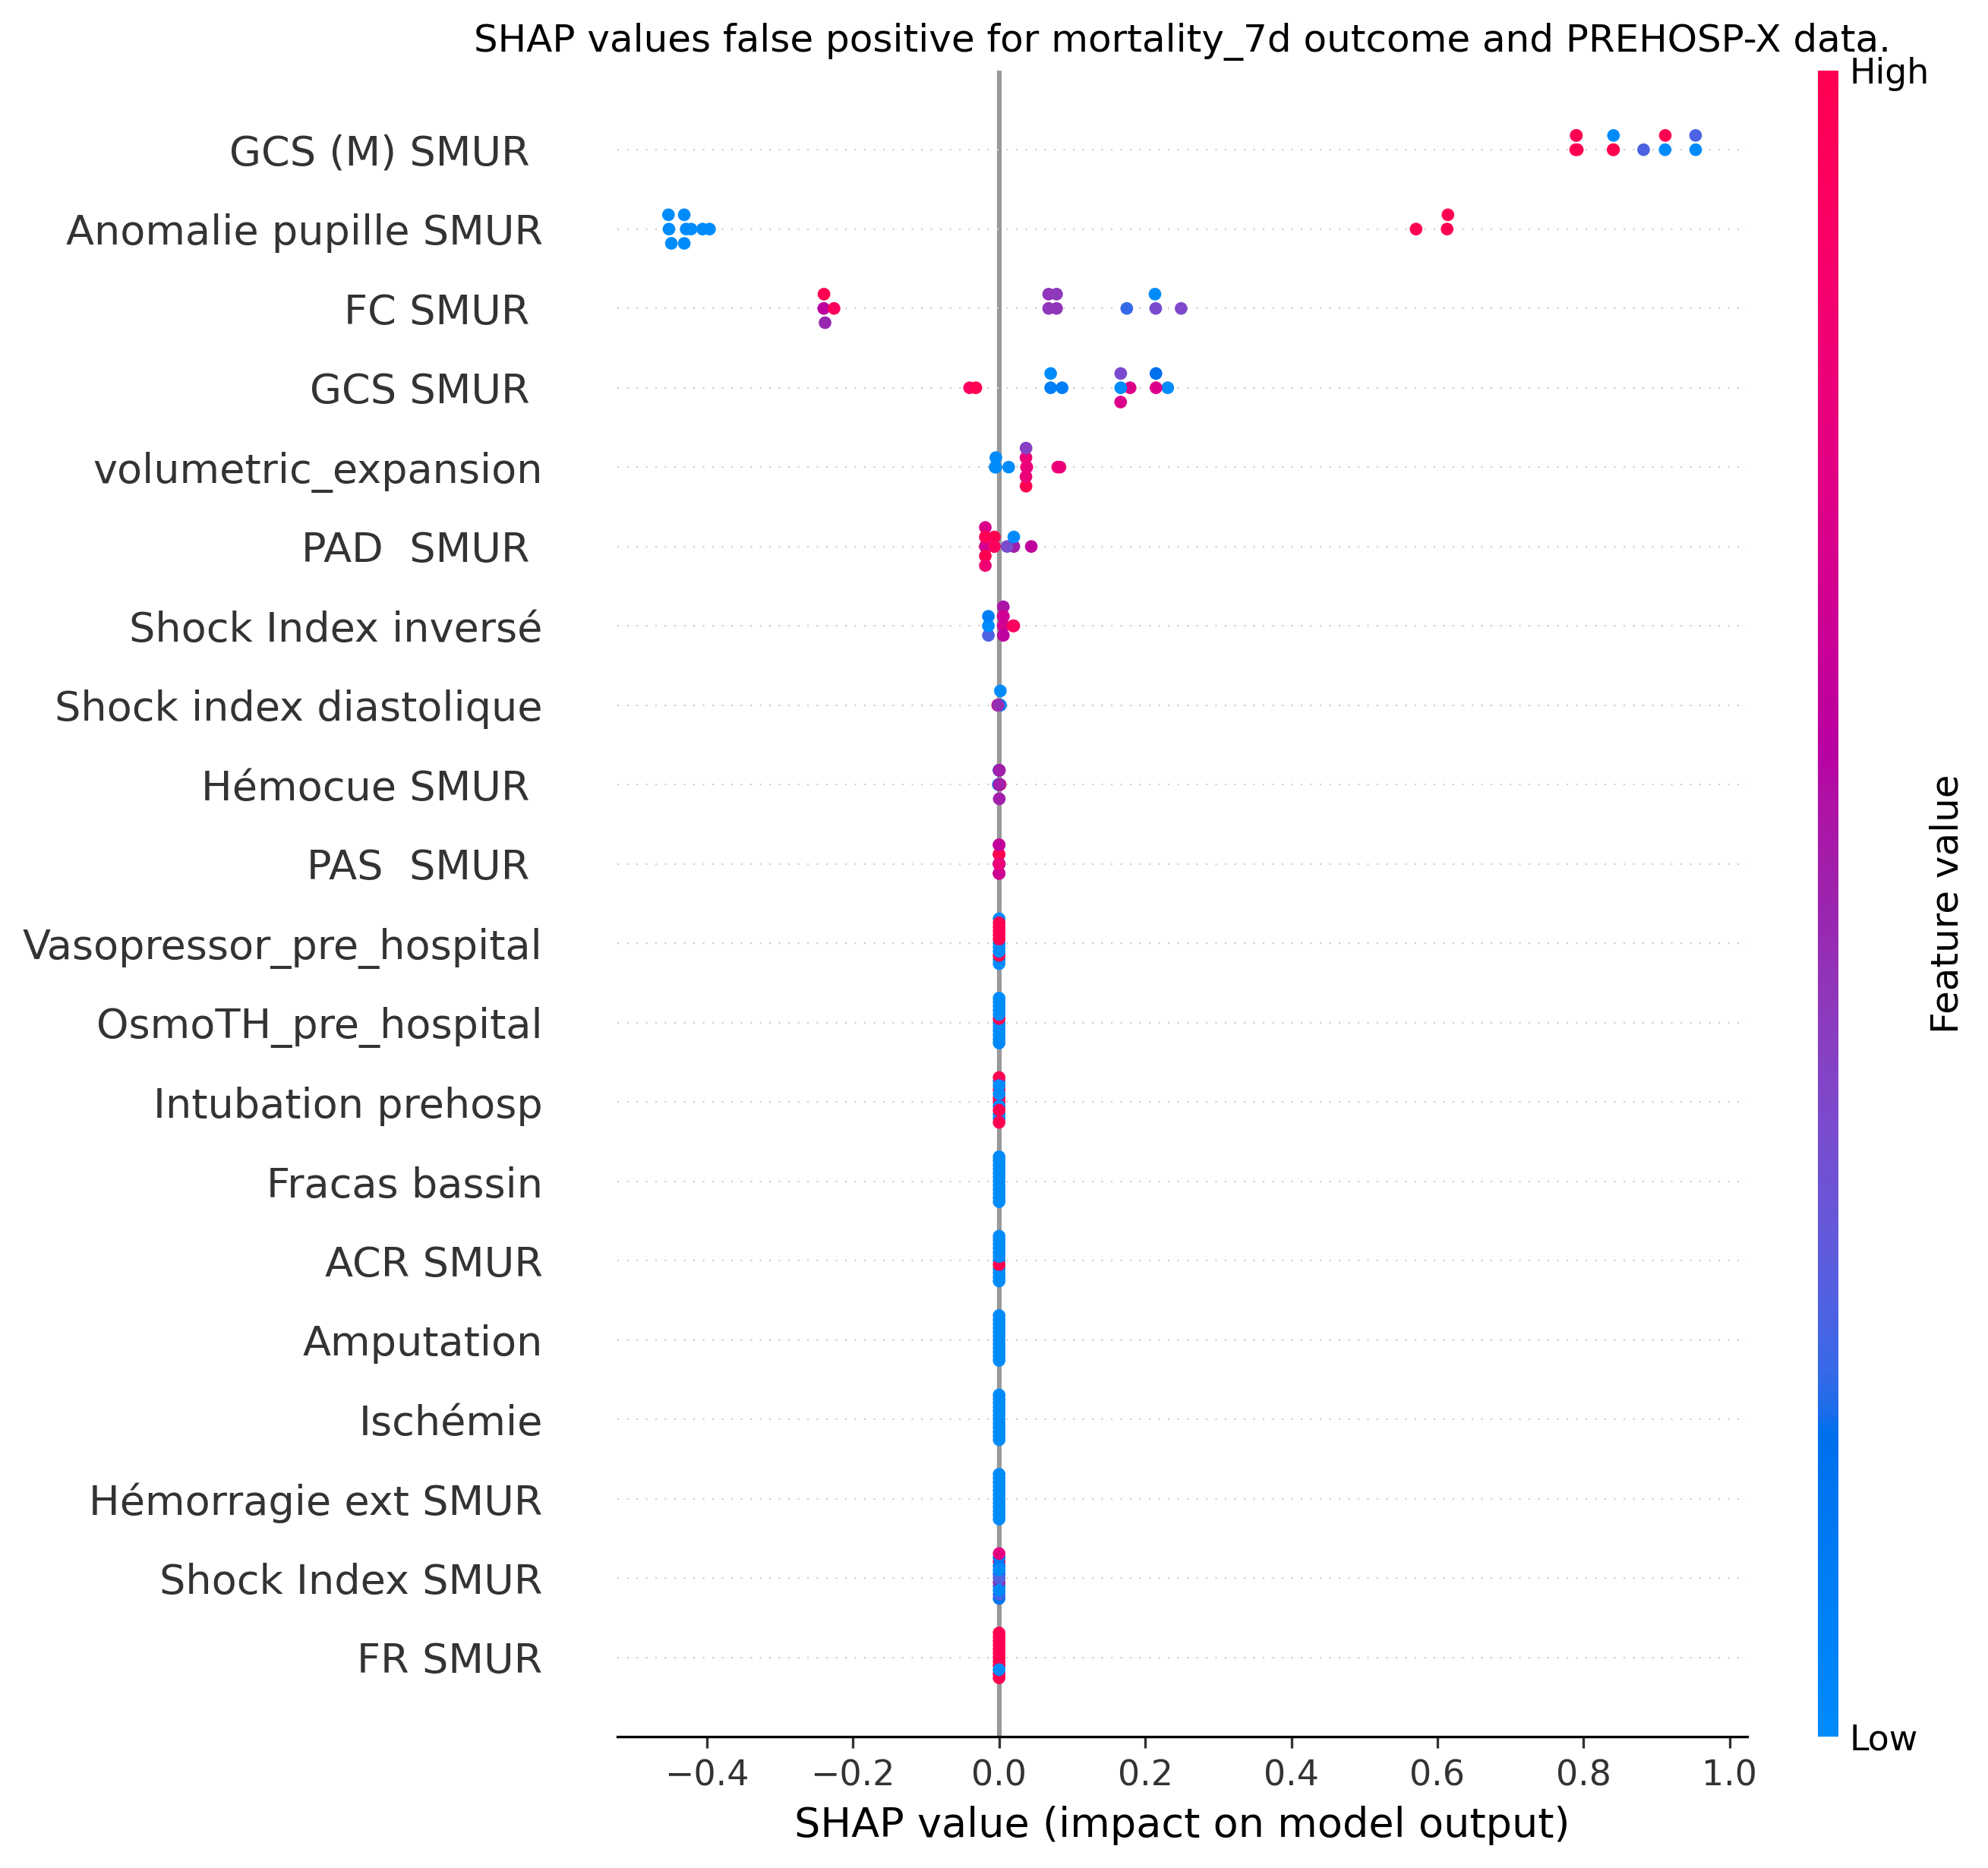 SHAP values false positive for mortality_7d outcome and PREHOSP-X data.
High
GCS (M) SMUR
Anomalie pupille SMUR
FC SMUR
GCS SMUR
volumetric_expansion
PAD  SMUR
Shock Index inversé
Shock index diastolique
Hémocue SMUR
PAS  SMUR
Vasopressor_pre_hospital
OsmoTH_pre_hospital
Intubation prehosp
Fracas bassin
ACR SMUR
Amputation
Ischémie
Hémorragie ext SMUR
Shock Index SMUR
FR SMUR
Feature value
Low
−0.4 −0.2 0.0 0.2 0.4 0.6 0.8 1.0
SHAP value (impact on model output)